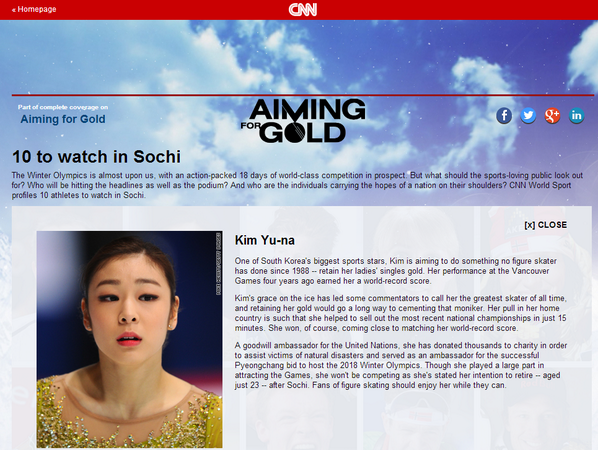 « Homepage
CNN
Part of complete coverage on
Aiming for Gold
AIMING
FOR GOLD
10 to watch in Sochi
The Winter Olympics is almost upon us, with an action-packed 18 days of world-class competition in prospect. But what should the sports-loving public look out
for? Who will be hitting the headlines as well as the podium? And who are the individuals carrying the hopes of a nation on their shoulders? CNN World Sport
profiles 10 athletes to watch in Sochi.
[x] CLOSE
Kim Yu-na
One of South Korea's biggest sports stars, Kim is aiming to do something no figure skater
has done since 1988 -- retain her ladies' singles gold. Her performance at the Vancouver
Games four years ago earned her a world-record score.
Kim's grace on the ice has led some commentators to call her the greatest skater of all time,
and retaining her gold would go a long way to cementing that moniker. Her pull in her home
country is such that she helped to sell out the most recent national championships in just 15
minutes. She won, of course, coming close to matching her world-record score.
A goodwill ambassador for the United Nations, she has donated thousands to charity in order
to assist victims of natural disasters and served as an ambassador for the successful
Pyeongchang bid to host the 2018 Winter Olympics. Though she played a large part in
attracting the Games, she won't be competing as she's stated her intention to retire -- aged
just 23 -- after Sochi. Fans of figure skating should enjoy her while they can.